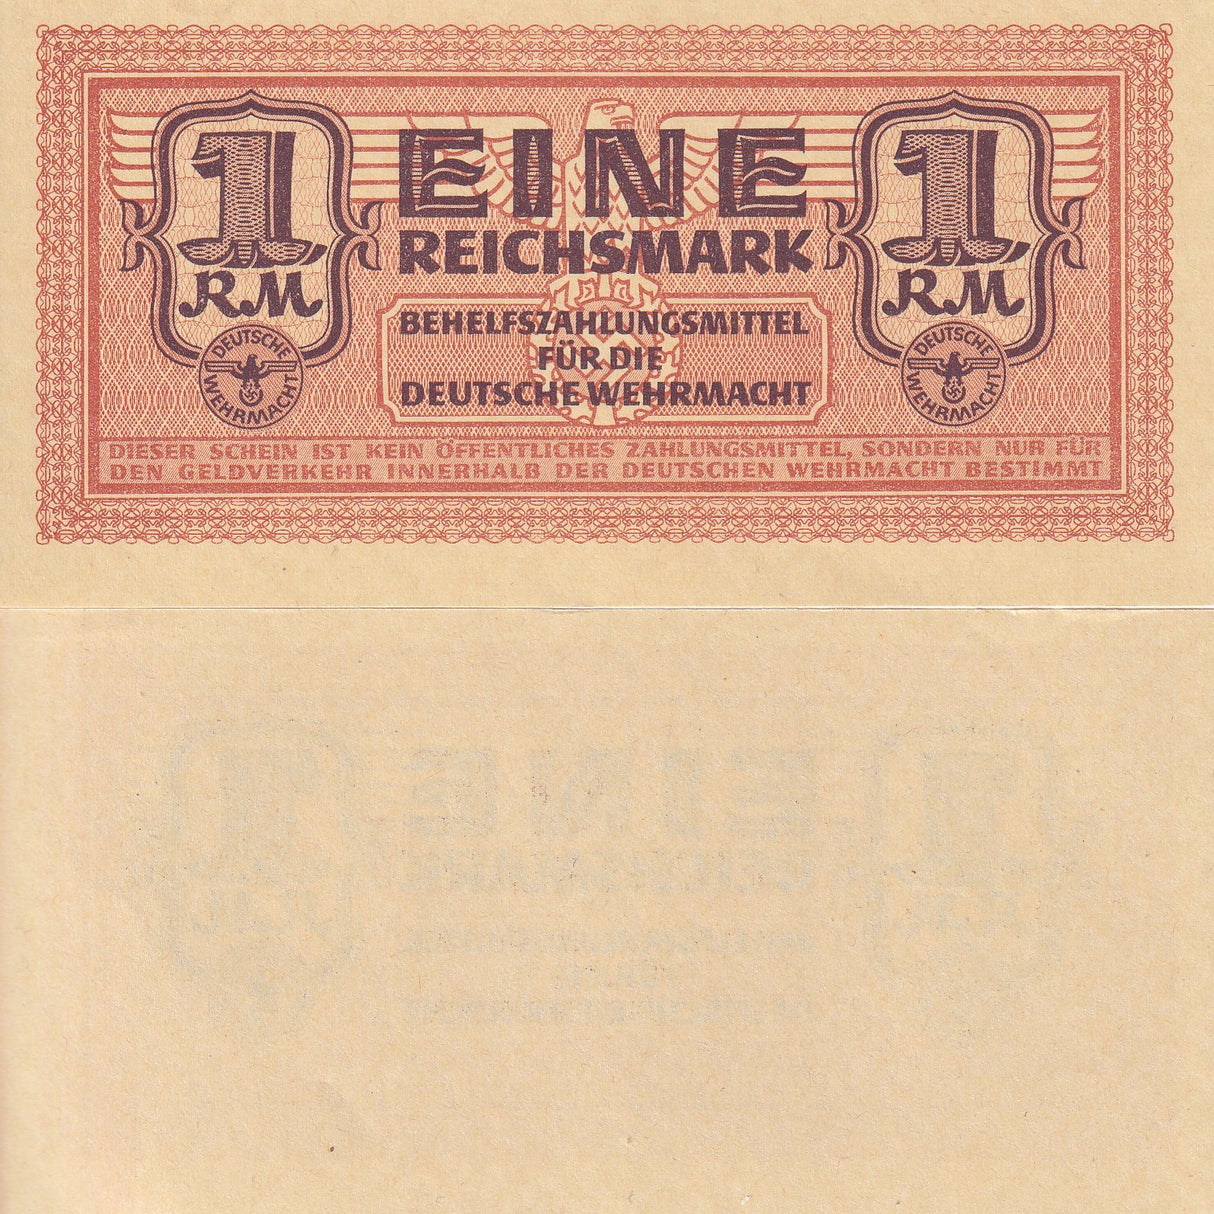 1 EINE 1
REICHSMARK
RM RM
BEHELFSZAHLUNGSMITTEL
FÜR DIE
DEUTSCHE WEHRMACHT
DEUTSCHE WEHRMACHT
DEUTSCHE WEHRMACHT
DIESER SCHEIN IST KEIN ÖFFENTLICHES ZAHLUNGSMITTEL, SONDERN NUR FÜR
DEN GELDVERKEHR INNERHALB DER DEUTSCHEN WEHRMACHT BESTIMMT